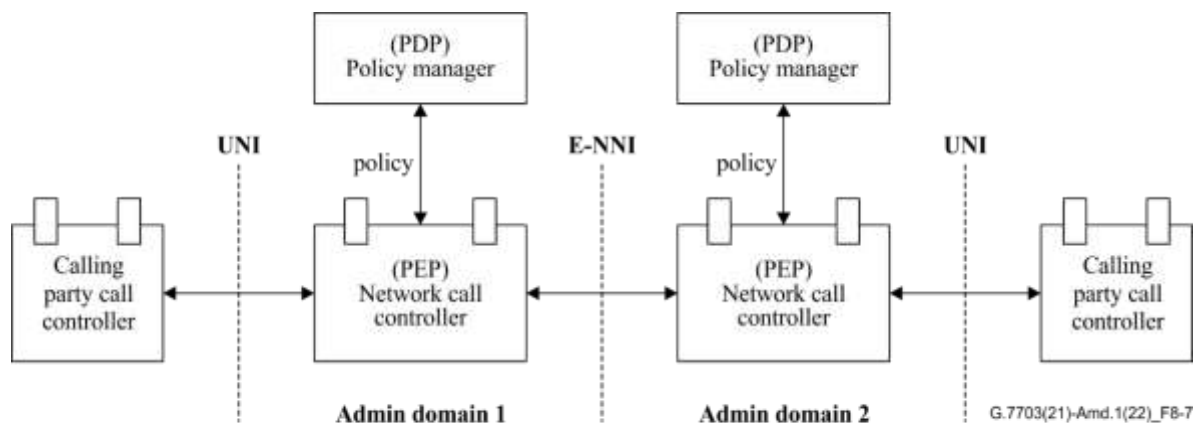 (PDP)
Policy manager
(PDP)
Policy manager
UNI
E-NNI
UNI
policy
policy
Calling
party call
controller
(PEP)
Network call
controller
(PEP)
Network call
controller
Calling
party call
controller
Admin domain 1
Admin domain 2
G.7703(21)-Amd.1(22)_F8-7